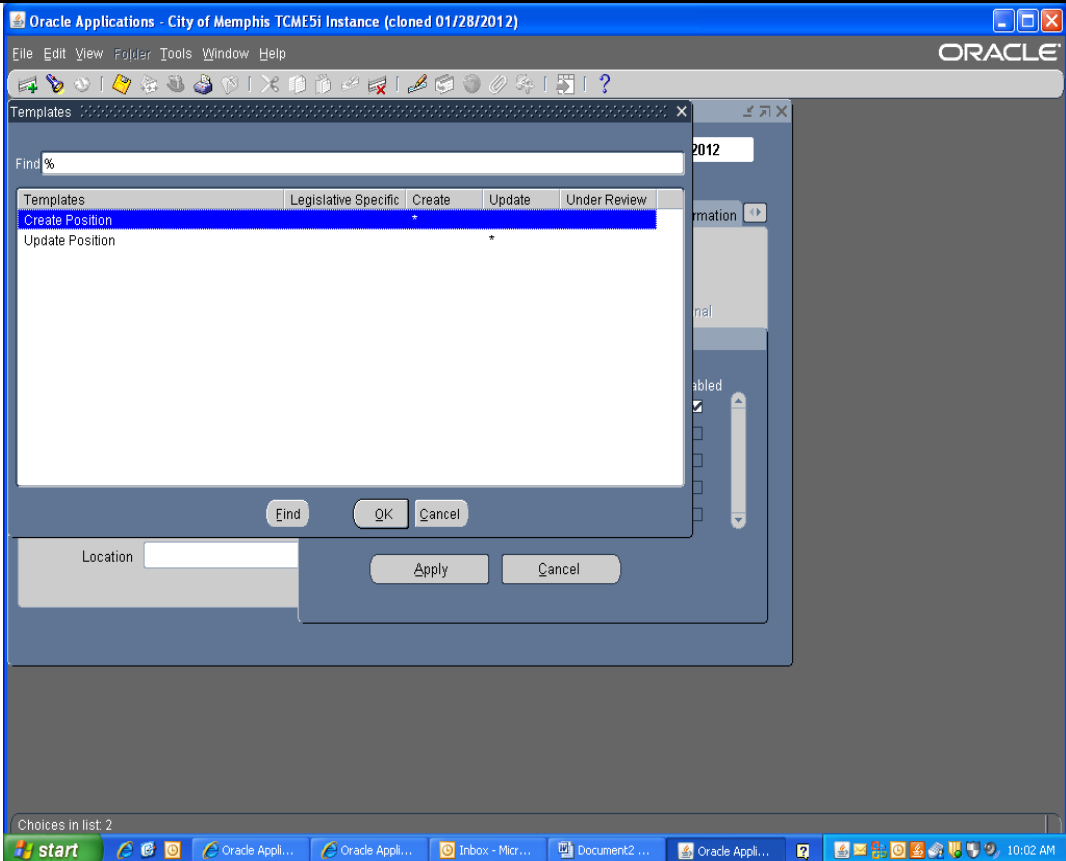 Oracle Applications - City of Memphis TCME5i Instance (cloned 01/28/2012)
File Edit View Folder Tools Window Help
ORACLE
Templates
2012
Find %
Templates Legislative Specific Create Update Under Review
Create Position *
Update Position *
rmation
nal
abled
Find OK Cancel
Location
Apply Cancel
Choices in list: 2
start Oracle Appli... Oracle Appli... Inbox - Micr... Document2 ... Oracle Appli... 10:02 AM